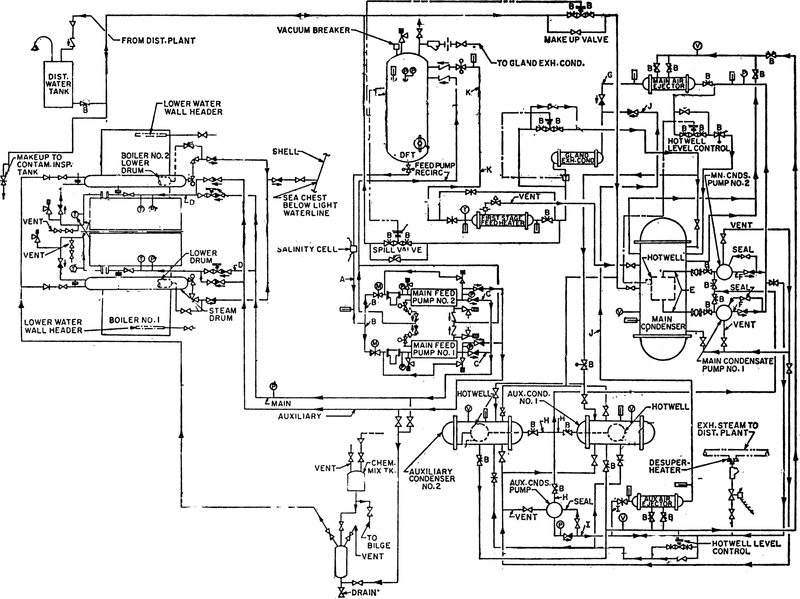 FROM DIST. PLANT
DIST.
WATER
TANK
B
LOWER WATER
WALL HEADER
MAKEUP TO
CONTAM. INSP.
TANK
BOILER NO.2
LOWER
DRUM
VENT
VENT
D
D
LOWER
DRUM
STEAM
DRUM
LOWER WATER
WALL HEADER
BOILER NO.1
SHELL
SEA CHEST
BELOW LIGHT
WATERLINE
SALINITY CELL
A
VACUUM BREAKER
DFT
FEED PUMP
RECIRC
TO GLAND EXH. COND.
K
K
VENT
FIRST STAGE
FEED HEATER
B
B
B
B
SPILL VALVE
B
B
MAKE UP VALVE
B
B
GLAND
EXH. COND
G
J
J
MAIN AIR
EJECTOR
B
B
B
V
B
B
B
HOTWELL
LEVEL CONTROL
MN. CNDS.
PUMP NO.2
VENT
SEAL
SEAL
VENT
HOTWELL
E
MAIN
CONDENSER
V
MAIN CONDENSATE
PUMP NO.1
M
B
B
M
B
MAIN FEED
PUMP NO. 2
MAIN FEED
PUMP NO. 1
C
C
P
MAIN
AUXILIARY
HOTWELL
AUX. COND.
NO. 1
V
V
HOTWELL
B
H
H
B
B
B
B
AUXILIARY
CONDENSER
NO. 2
AUX. CNDS.
PUMP
B
H
SEAL
VENT
P
I
I
V
AUX AIR
EJECTOR
B
B
EXH. STEAM TO
DIST. PLANT
DESUPER-
HEATER
HOTWELL LEVEL
CONTROL
VENT
CHEM.
MIX TK.
TO
BILGE
VENT
DRAIN